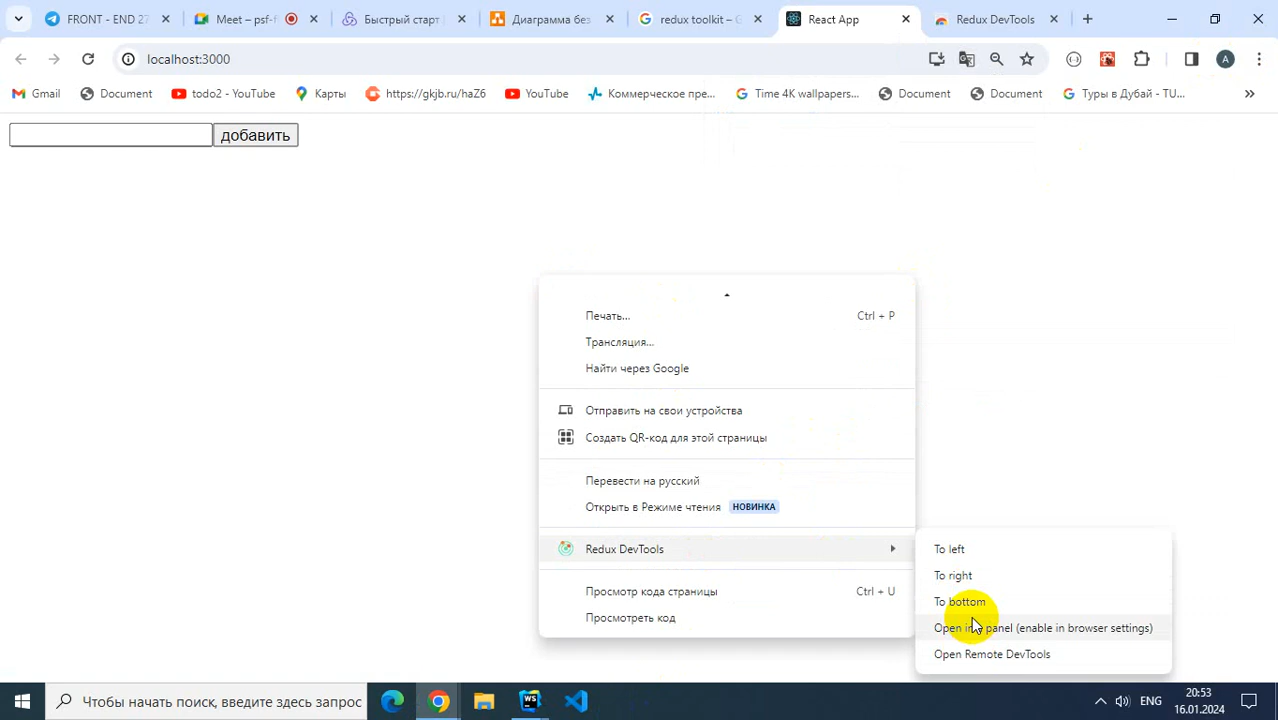 FRONT - END 27
Meet – psf-
Быстрый старт
Диаграмма без
redux toolkit – G
React App
Redux DevTools
localhost:3000
A
Gmail
Document
todo2 - YouTube
Карты
https://gkjb.ru/haZ6
YouTube
Коммерческое пре...
Time 4K wallpapers...
Document
Document
Туры в Дубай - TU...
добавить
Печать...
Ctrl + P
Трансляция...
Найти через Google
Отправить на свои устройства
Создать QR-код для этой страницы
Перевести на русский
Открыть в Режиме чтения НОВИНКА
Redux DevTools
Просмотр кода страницы
Ctrl + U
Просмотреть код
To left
To right
To bottom
Open in a panel (enable in browser settings)
Open Remote DevTools
Чтобы начать поиск, введите здесь запрос
WS
ENG
20:53
16.01.2024